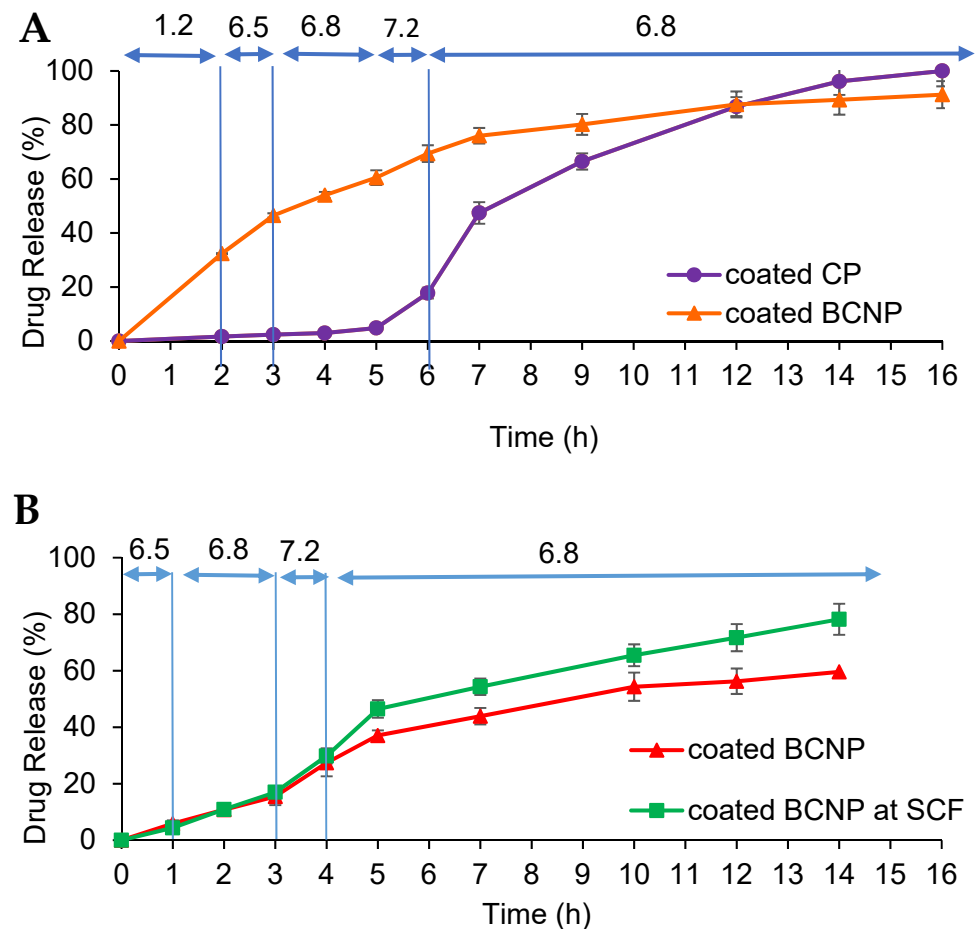 A
1.2 6.5 6.8 7.2 6.8
100
80
60
40
20
0
Drug Release (%)
coated CP
coated BCNP
0 1 2 3 4 5 6 7 8 9 10 11 12 13 14 15 16
Time (h)
B
6.5 6.8 7.2 6.8
100
80
60
40
20
0
Drug Release (%)
coated BCNP
coated BCNP at SCF
0 1 2 3 4 5 6 7 8 9 10 11 12 13 14 15 16
Time (h)